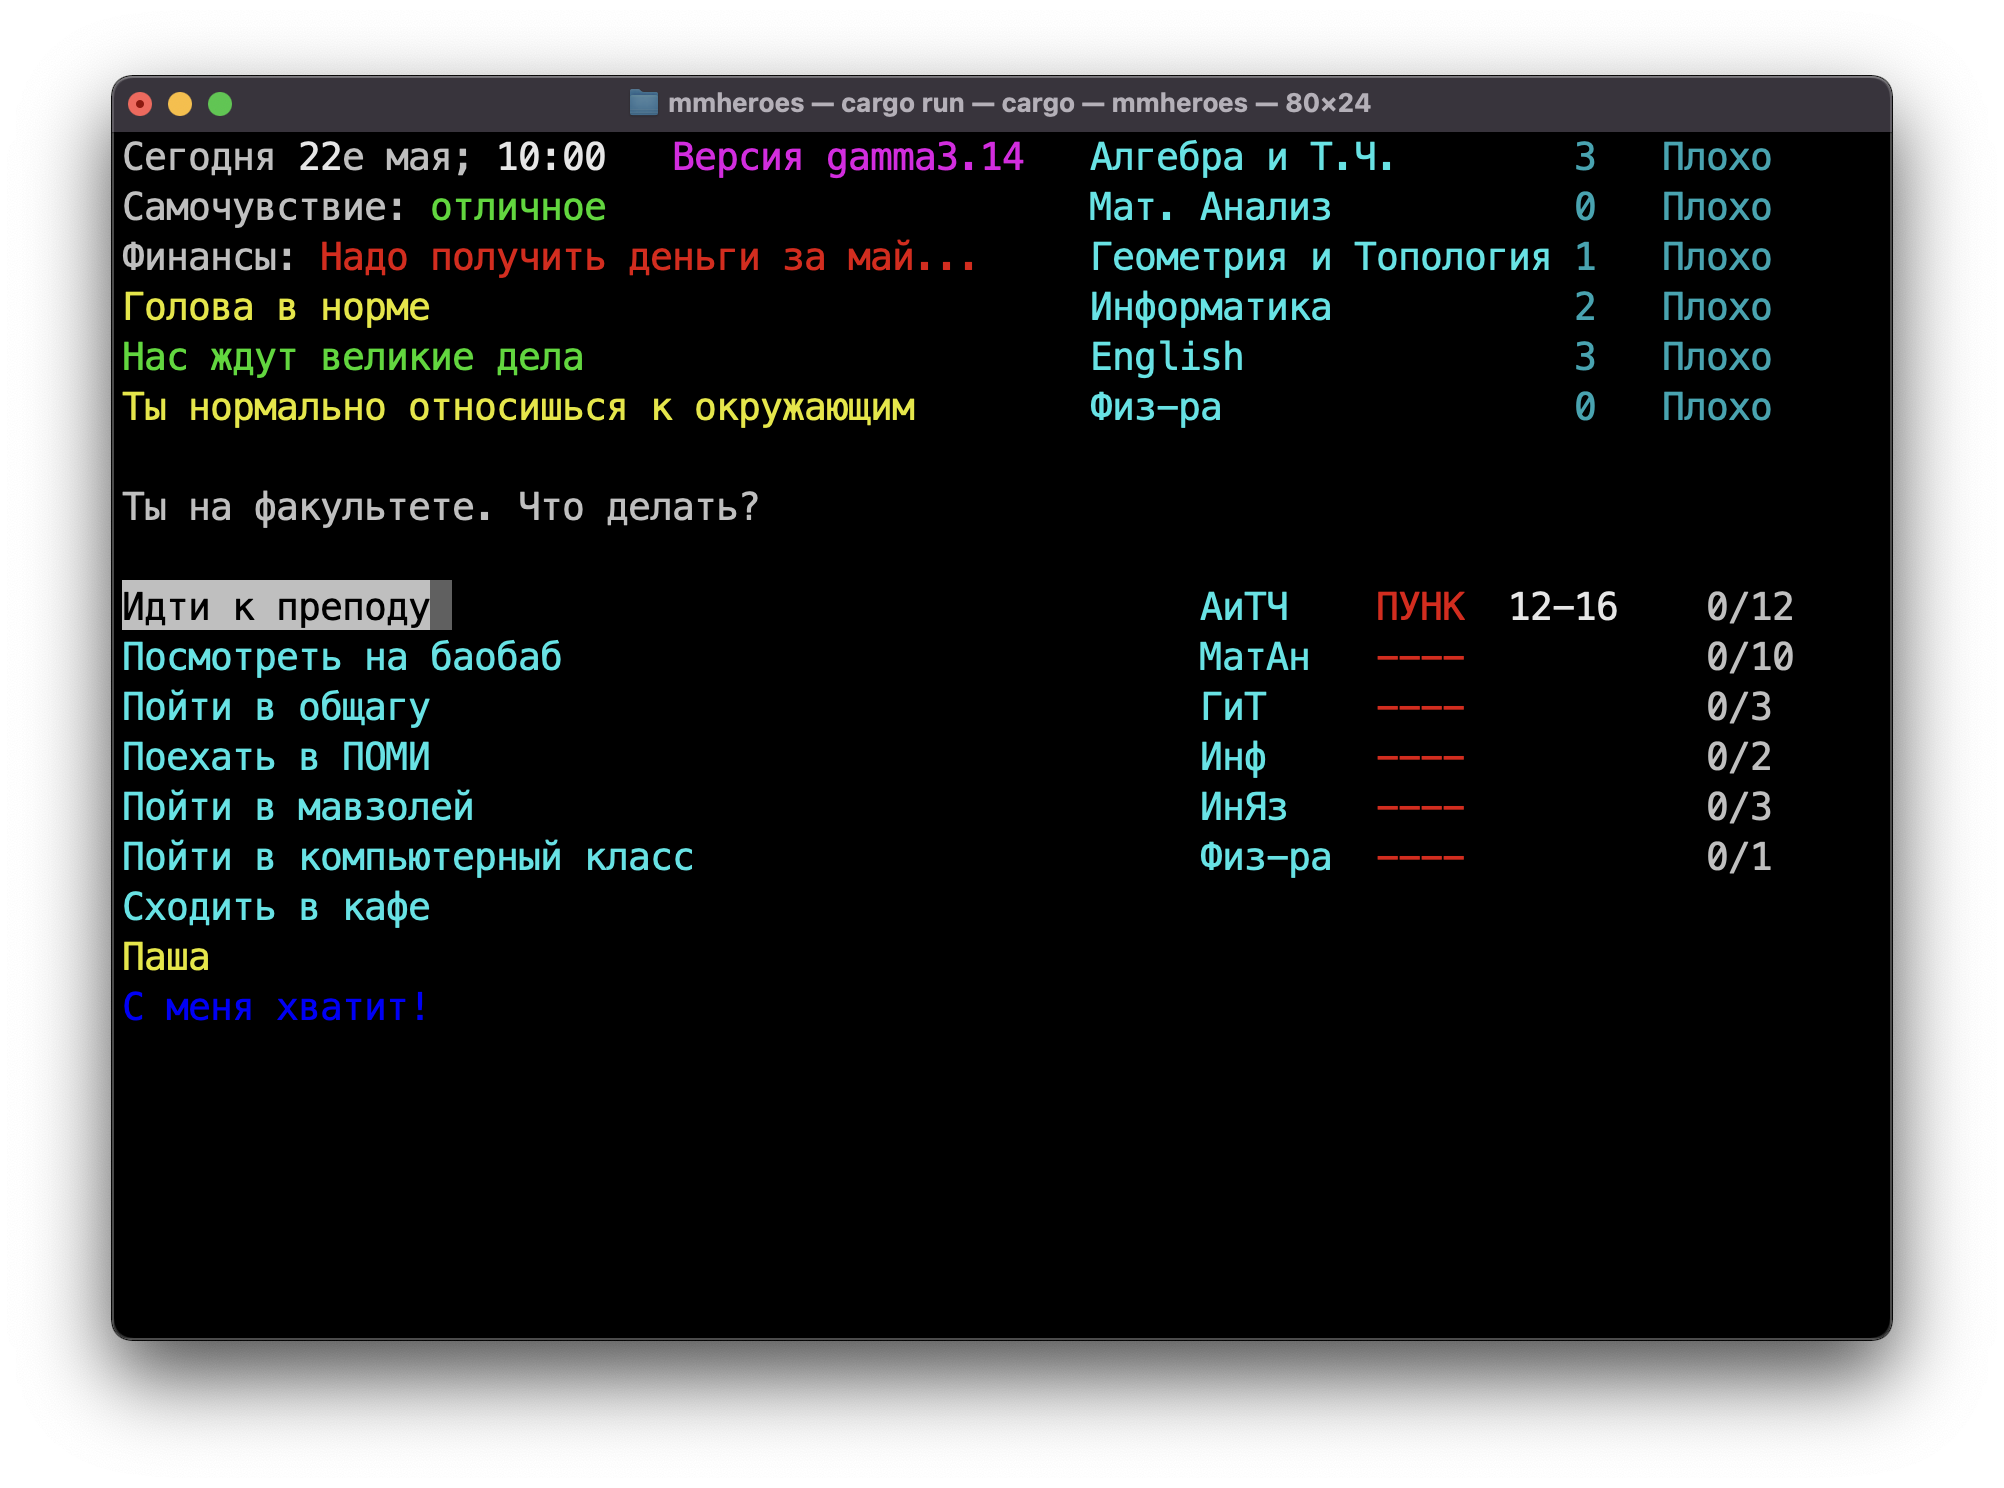 mmheroes — cargo run — cargo — mmheroes — 80×24
Сегодня 22е мая; 10:00 Версия gamma3.14 Алгебра и Т.Ч. 3 Плохо
Самочувствие: отличное Мат. Анализ 0 Плохо
Финансы: Надо получить деньги за май... Геометрия и Топология 1 Плохо
Голова в норме Информатика 2 Плохо
Нас ждут великие дела English 3 Плохо
Ты нормально относишься к окружающим Физ-ра 0 Плохо
Ты на факультете. Что делать?
Идти к преподу АиТЧ ПУНК 12-16 0/12
Посмотреть на баобаб МатАн ---- 0/10
Пойти в общагу ГиТ ---- 0/3
Поехать в ПОМИ Инф ---- 0/2
Пойти в мавзолей ИнЯз ---- 0/3
Пойти в компьютерный класс Физ-ра ---- 0/1
Сходить в кафе
Паша
С меня хватит!